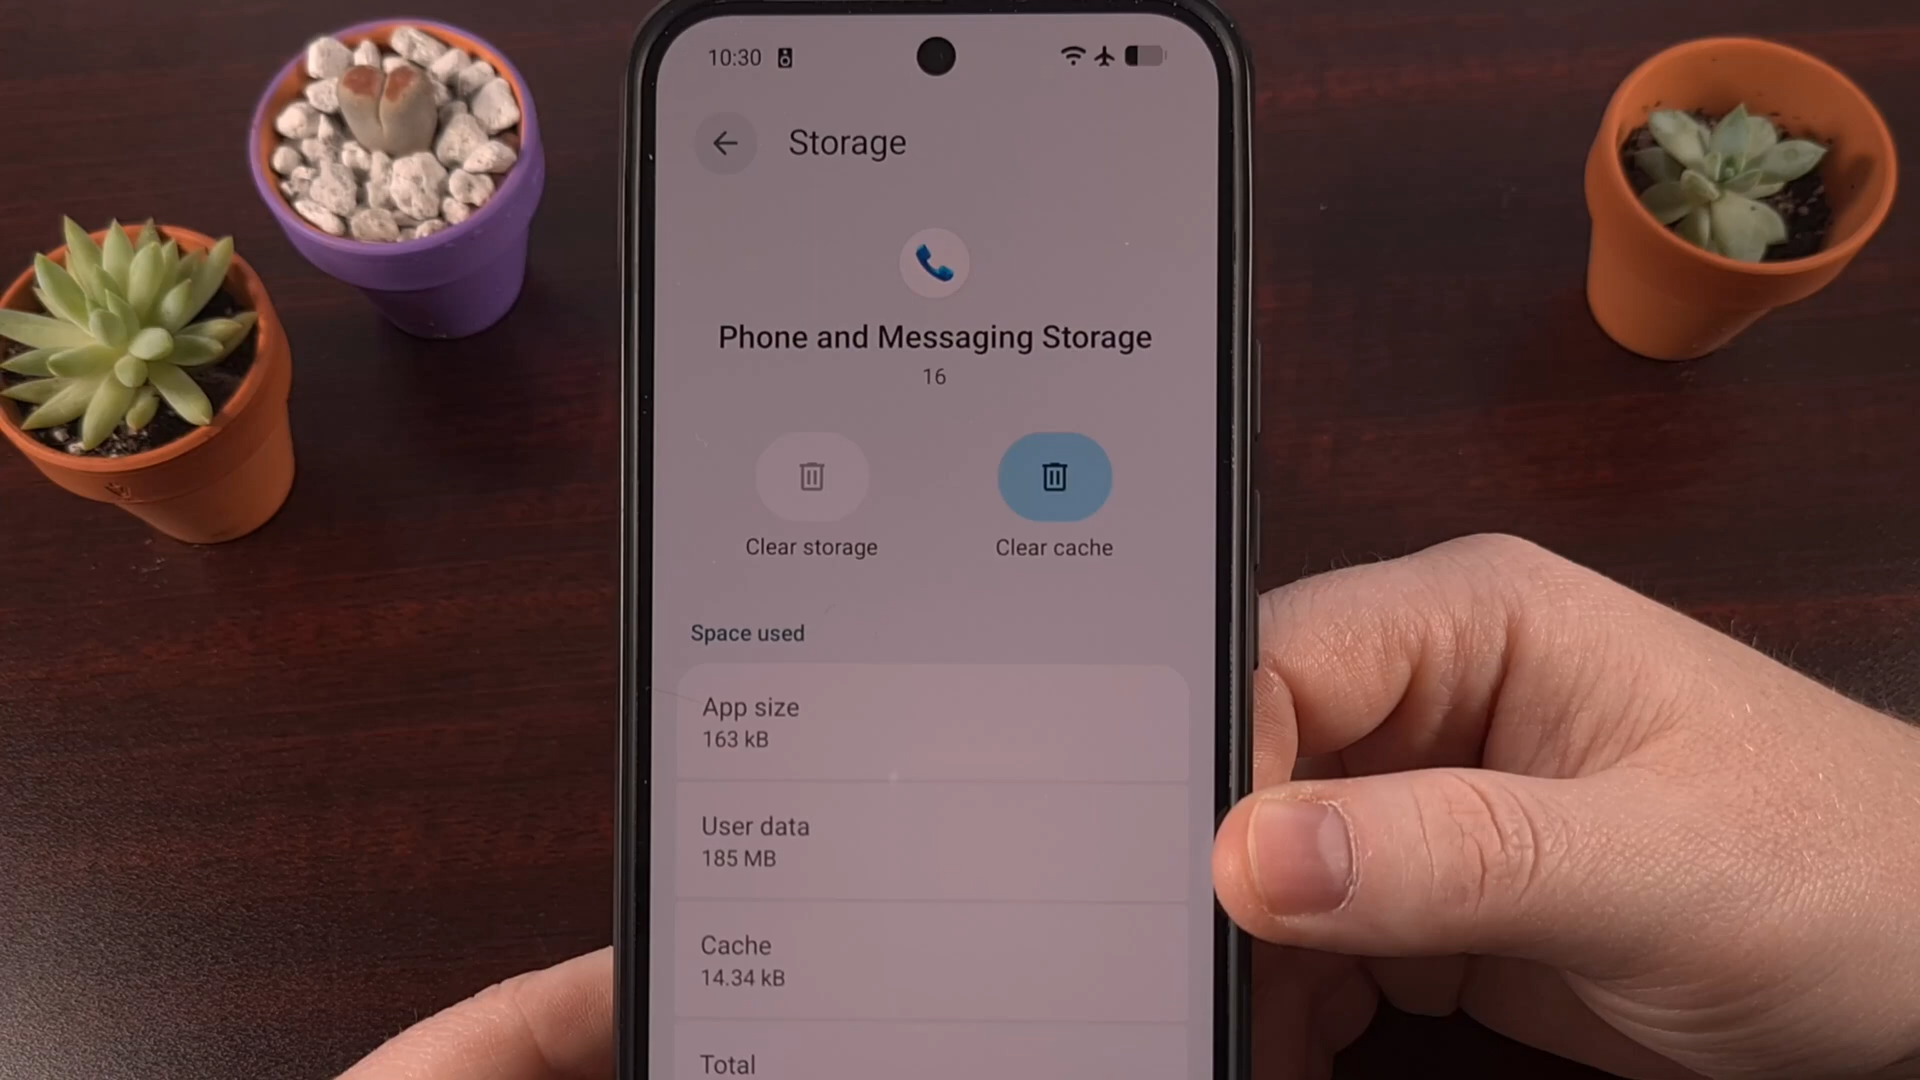 10:30
Storage
Phone and Messaging Storage
16
Clear storage
Clear cache
Space used
App size
163 kB
User data
185 MB
Cache
14.34 kB
Total